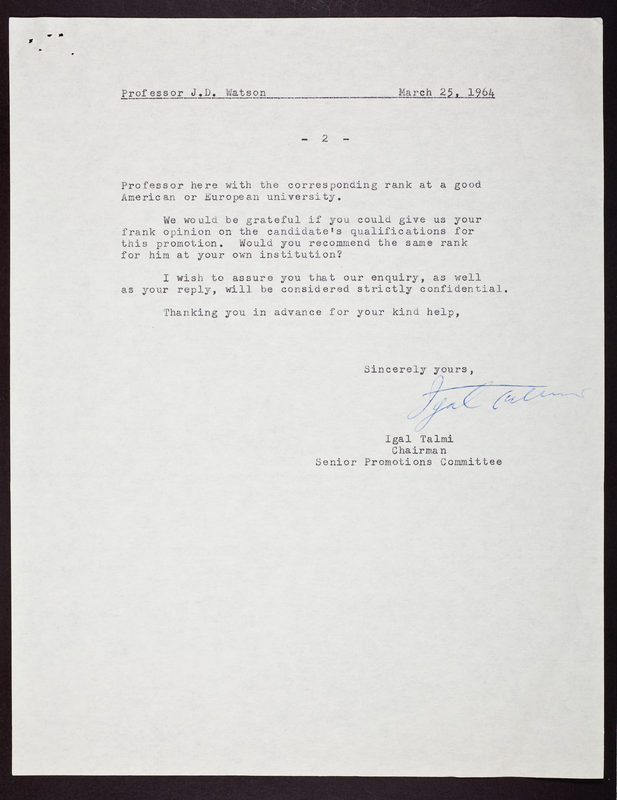 Professor J.D. Watson March 25, 1964
- 2 -
Professor here with the corresponding rank at a good
American or European university.
We would be grateful if you could give us your
frank opinion on the candidate's qualifications for
this promotion. Would you recommend the same rank
for him at your own institution?
I wish to assure you that our enquiry, as well
as your reply, will be considered strictly confidential.
Thanking you in advance for your kind help,
Sincerely yours,
Igal Talmi
Igal Talmi
Chairman
Senior Promotions Committee